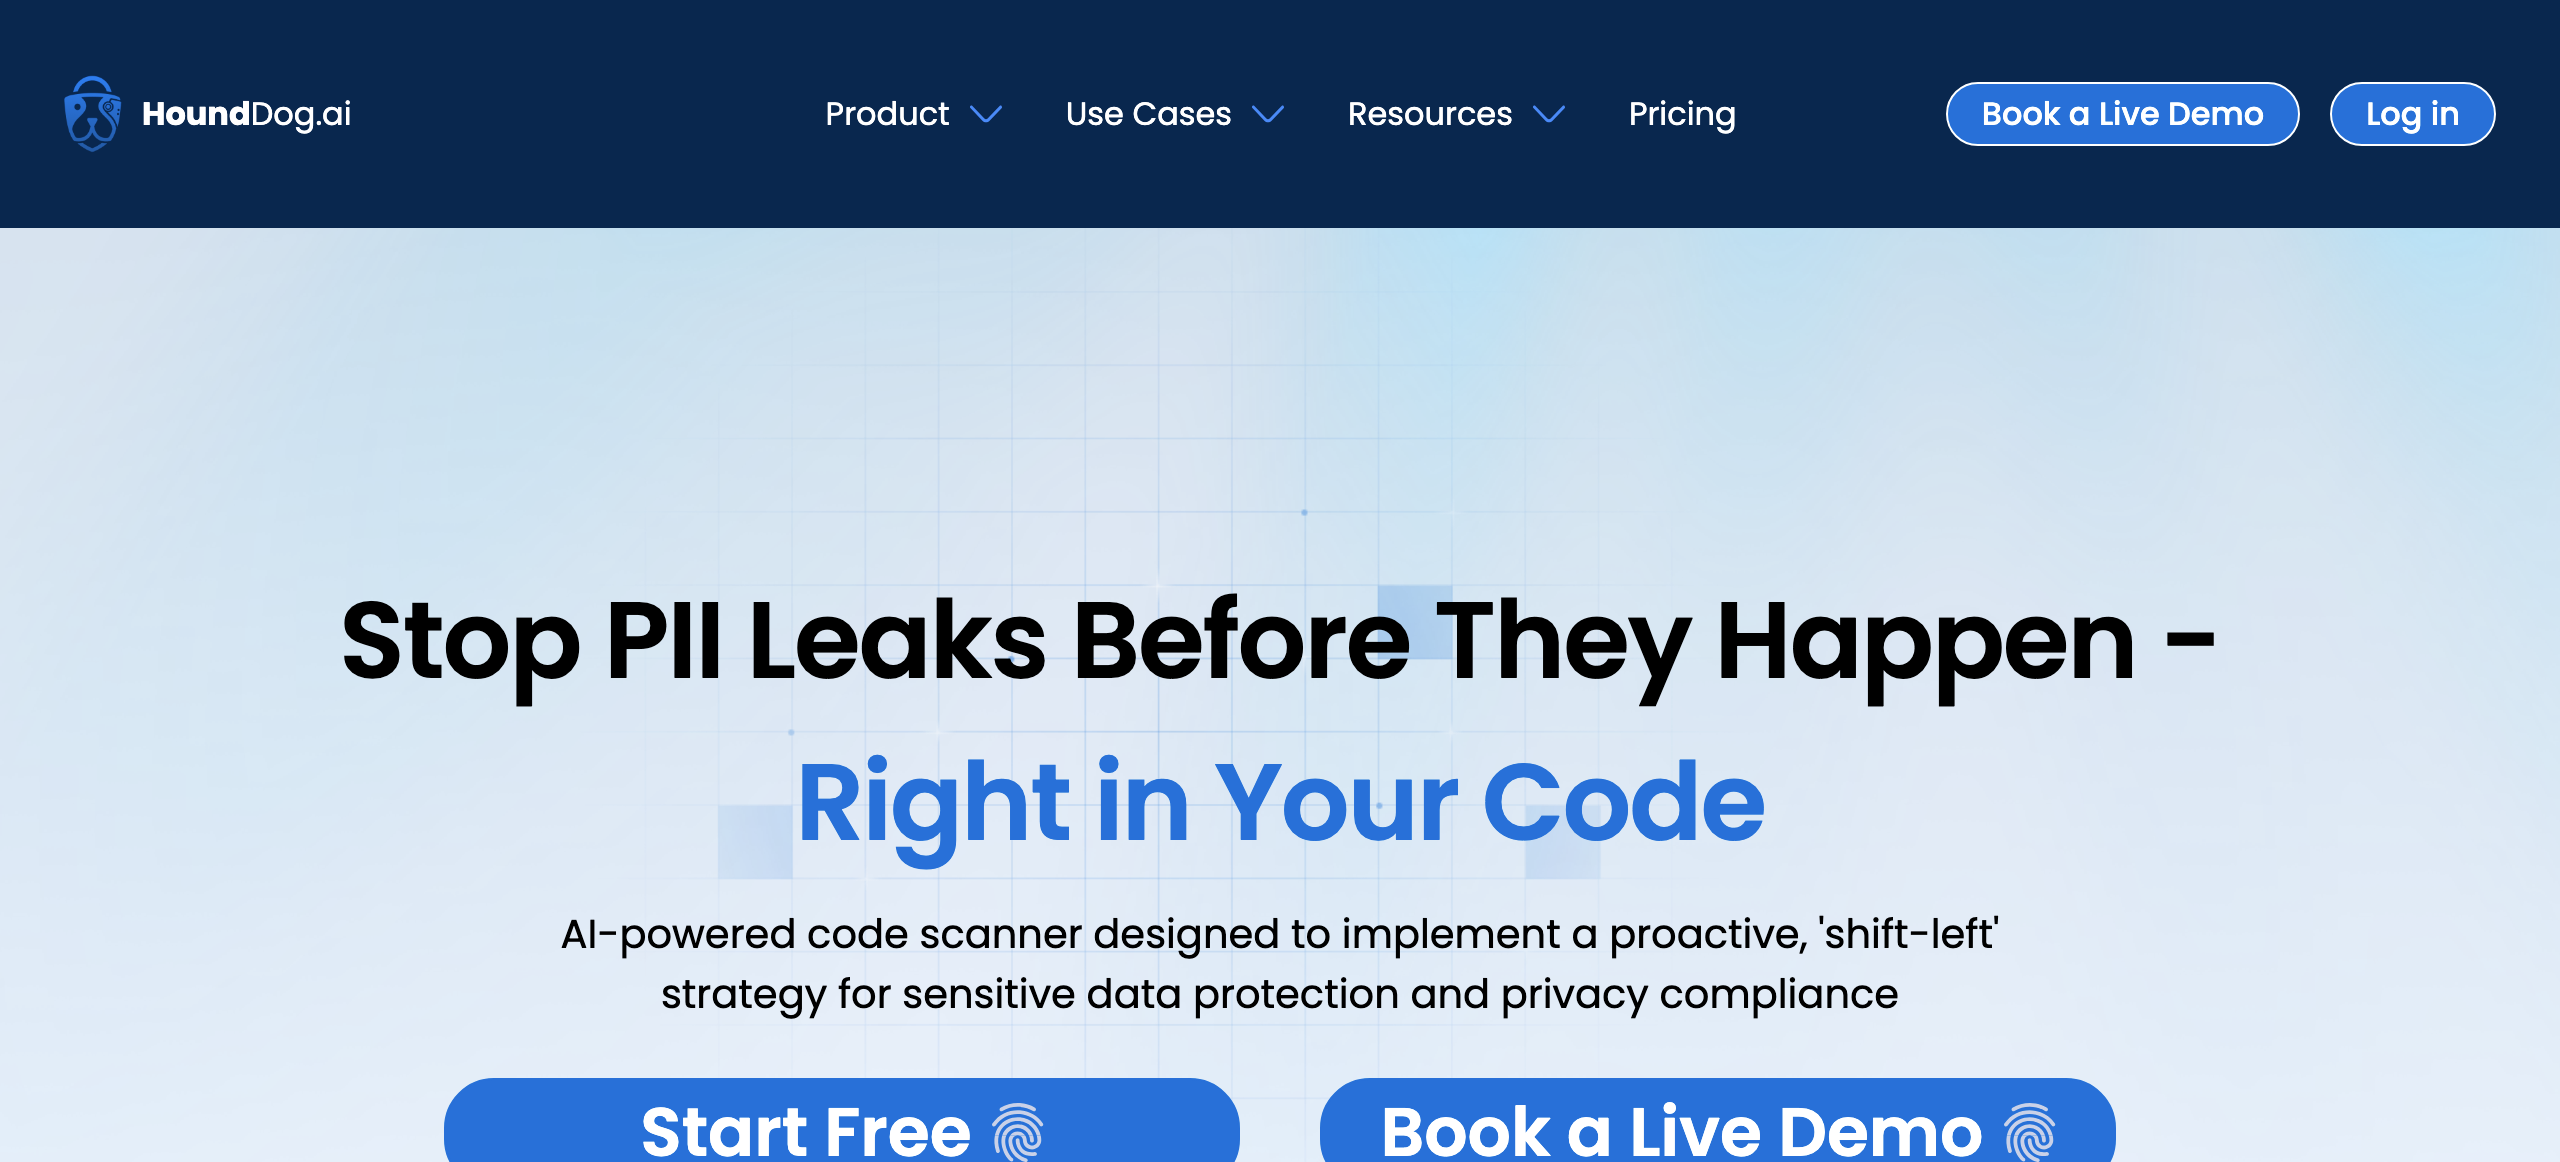 HoundDog.ai
Product
Use Cases
Resources
Pricing
Book a Live Demo
Log in
Stop PII Leaks Before They Happen -
Right in Your Code
AI-powered code scanner designed to implement a proactive, 'shift-left'
strategy for sensitive data protection and privacy compliance
Start Free
Book a Live Demo